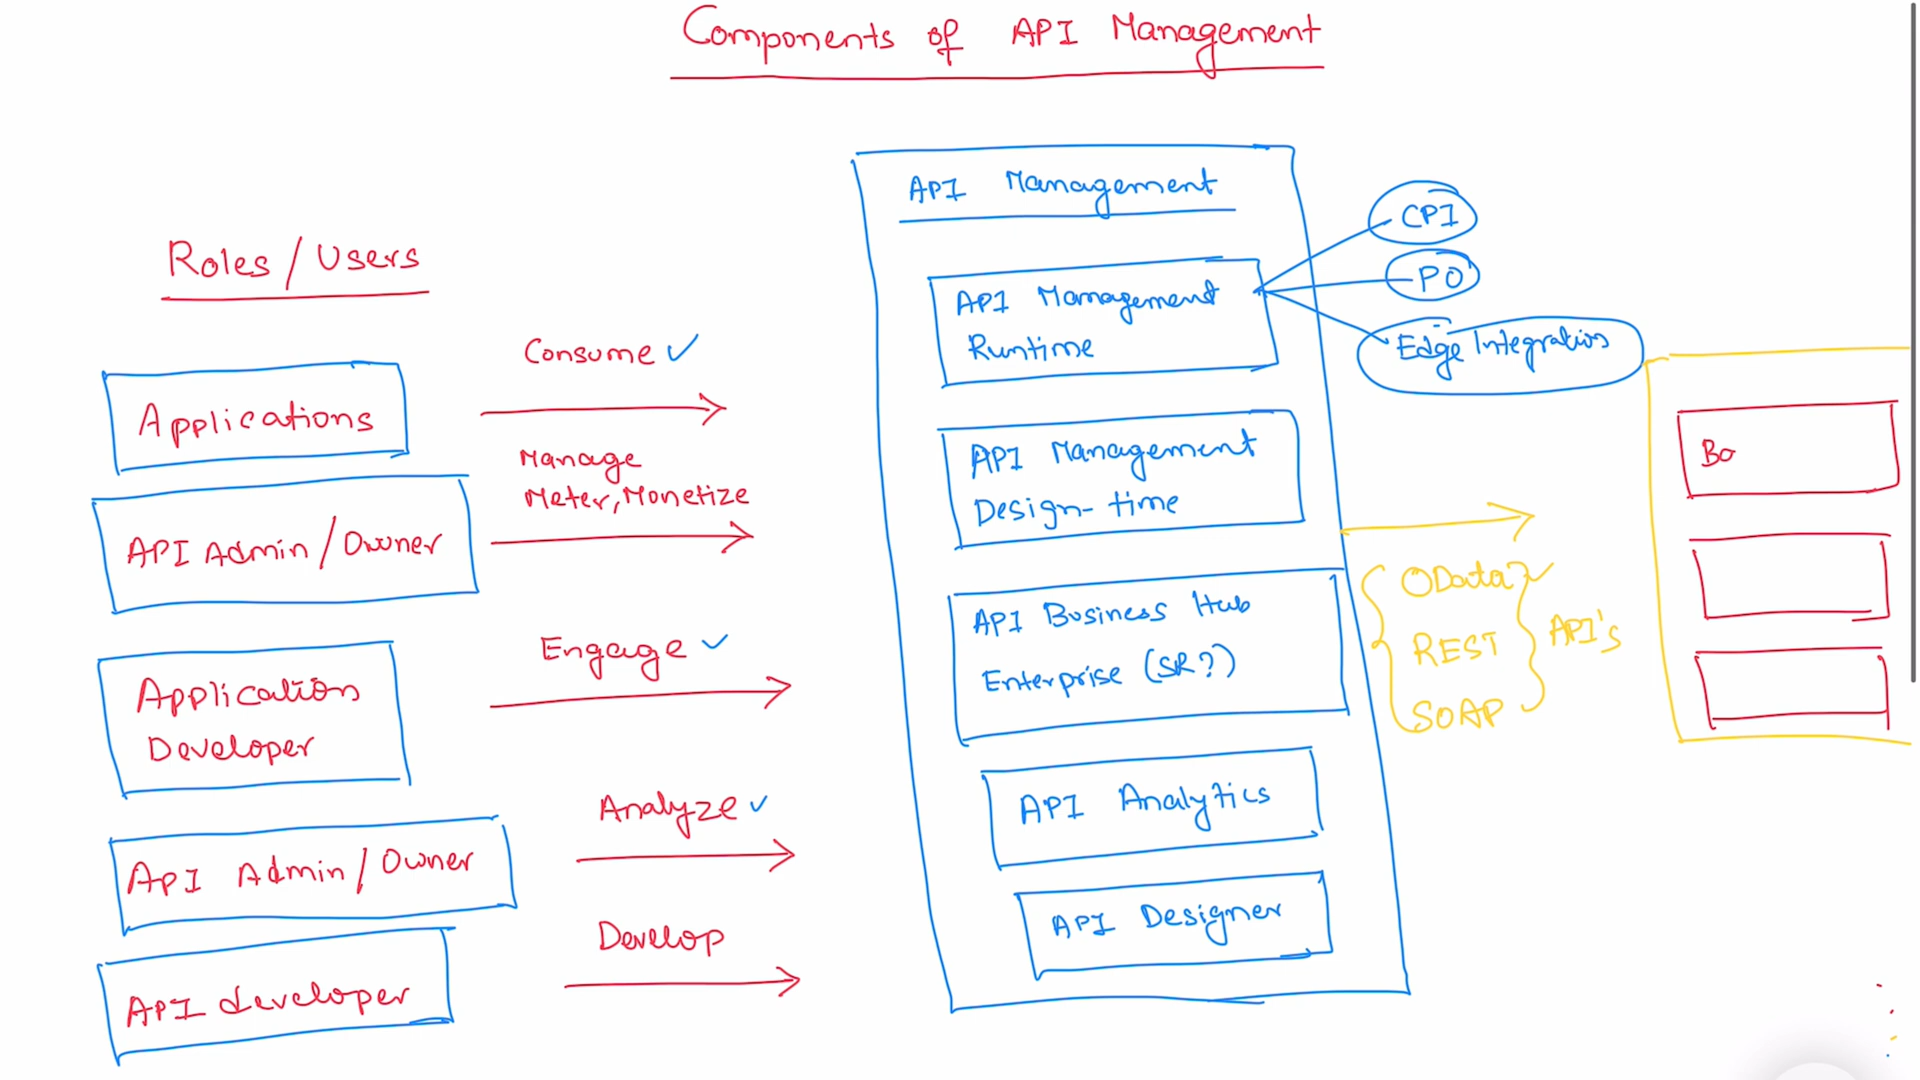 Components of API Management
Roles / Users
Applications
Consume
API Admin / Owner
Manage
Meter, Monetize
Application
Developer
Engage
API Admin / Owner
Analyze
API developer
Develop
API Management
API Management
Runtime
CPI
PO
Edge Integration
API Management
Design-time
API Business Hub
Enterprise (SR?)
API Analytics
API Designer
OData
REST
SOAP
API's
Bo